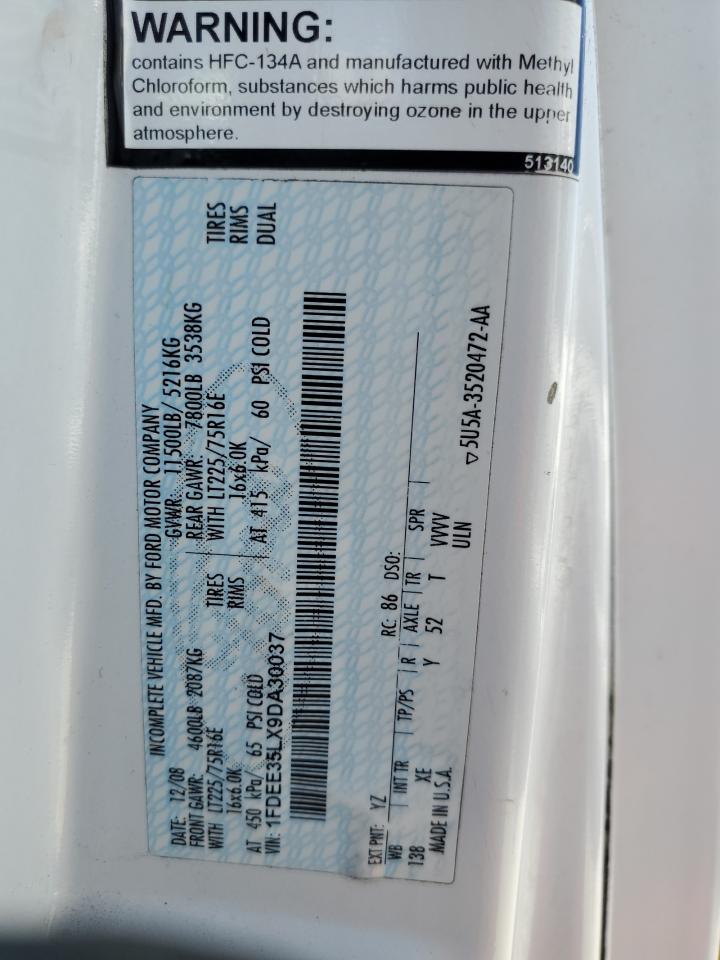 WARNING:
contains HFC-134A and manufactured with Methyl
Chloroform, substances which harms public health
and environment by destroying ozone in the upper
atmosphere.
513140
INCOMPLETE VEHICLE MFD. BY FORD MOTOR COMPANY
DATE: 12/08 GVWR: 11500LB/ 5216KG
FRONT GAWR: 4600LB 2087KG REAR GAWR: 7800LB 3538KG
WITH LT225/75R16E TIRES WITH LT225/75R16E TIRES
16x6.0K RIMS 16x6.0K RIMS
AT 450 kPa/ 65 PSI COLD AT 415 kPa/ 60 PSI COLD DUAL
VIN: 1FDEE35LX9DA30037
EXT PNT: YZ RC: 86 DSO:
WB INT TR TP/PS R AXLE TR SPR
138 XE Y 52 T VVVV
MADE IN U.S.A. ULN
▽5U5A-3520472-AA